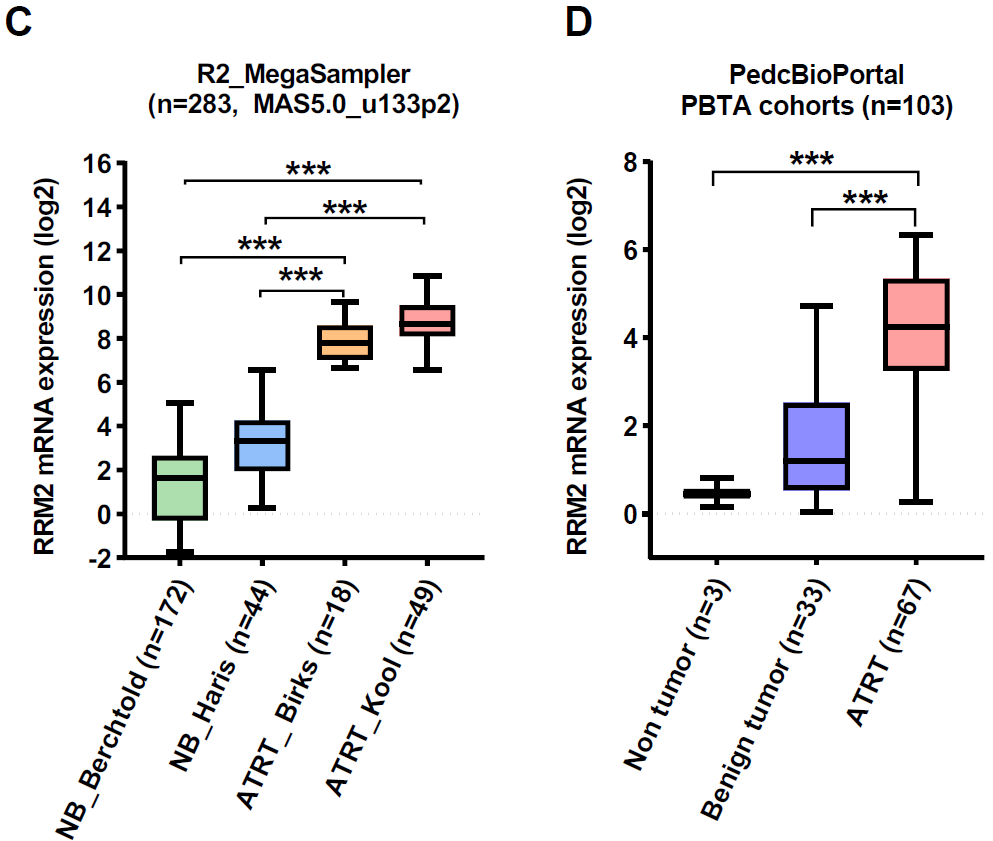 C
R2_MegaSampler
(n=283, MAS5.0_u133p2)
RRM2 mRNA expression (log2)
16
14
12
10
8
6
4
2
0
-2
***
***
***
***
NB_Berchtold (n=172)
NB_Haris (n=44)
ATRT_ Birks (n=18)
ATRT_Kool (n=49)
D
PedcBioPortal
PBTA cohorts (n=103)
RRM2 mRNA expression (log2)
8
6
4
2
0
***
***
Non tumor (n=3)
Benign tumor (n=33)
ATRT (n=67)